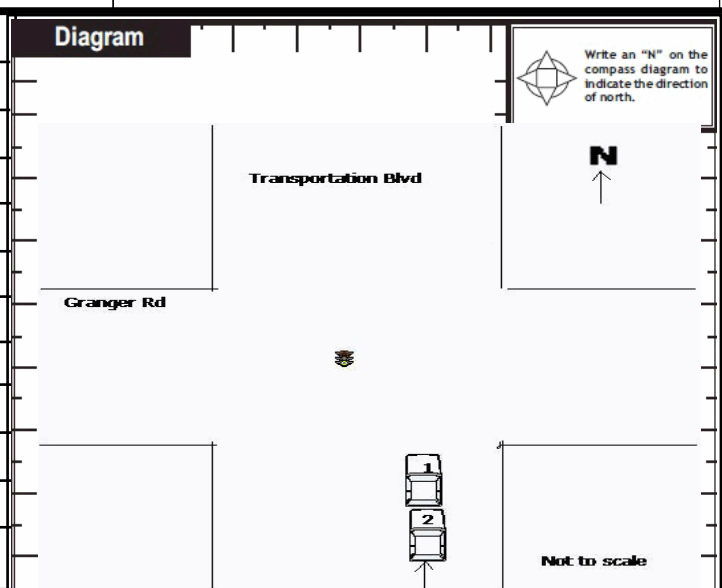 Diagram
Write an "N" on the
compass diagram to
indicate the direction
of north.
N
Transportation Blvd
Granger Rd
1
2
Not to scale